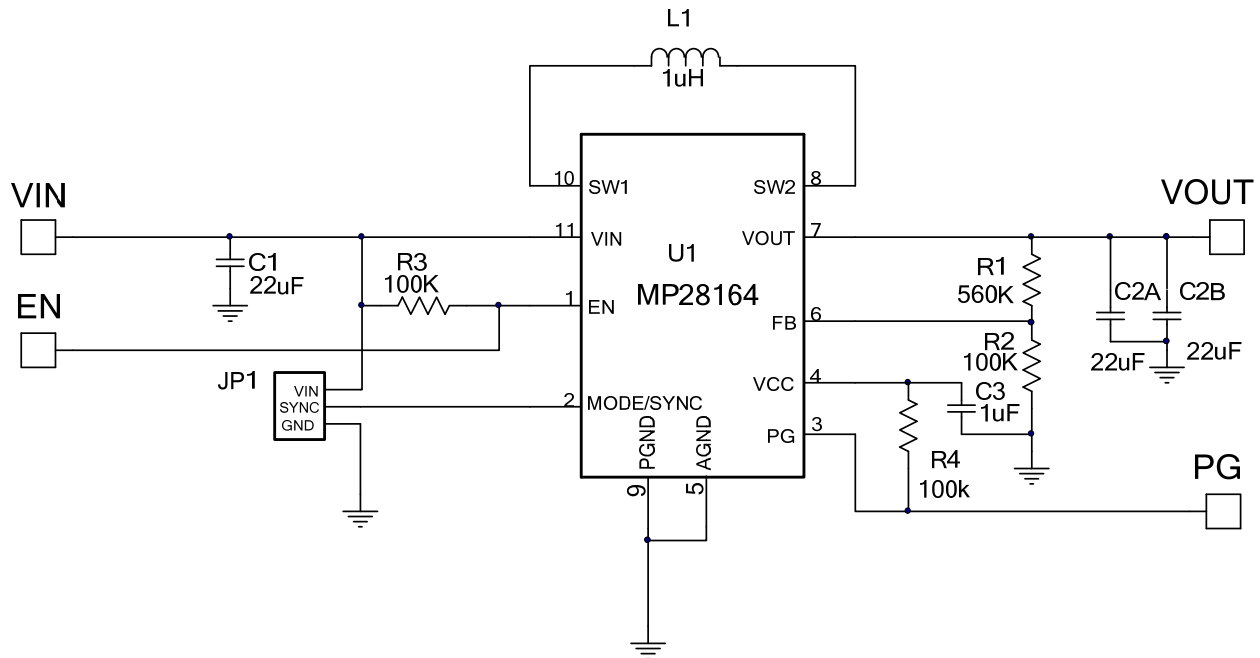 L1
1uH
10
SW1
SW2
8
VIN
VOUT
11
VIN
VOUT
7
U1
MP28164
C1
22uF
R3
100K
R1
560K
C2A
C2B
EN
1
EN
FB
6
R2
100K
22uF
22uF
JP1
VIN
SYNC
GND
VCC
4
C3
1uF
2
MODE/SYNC
PG
3
PGND
AGND
9
5
R4
100k
PG